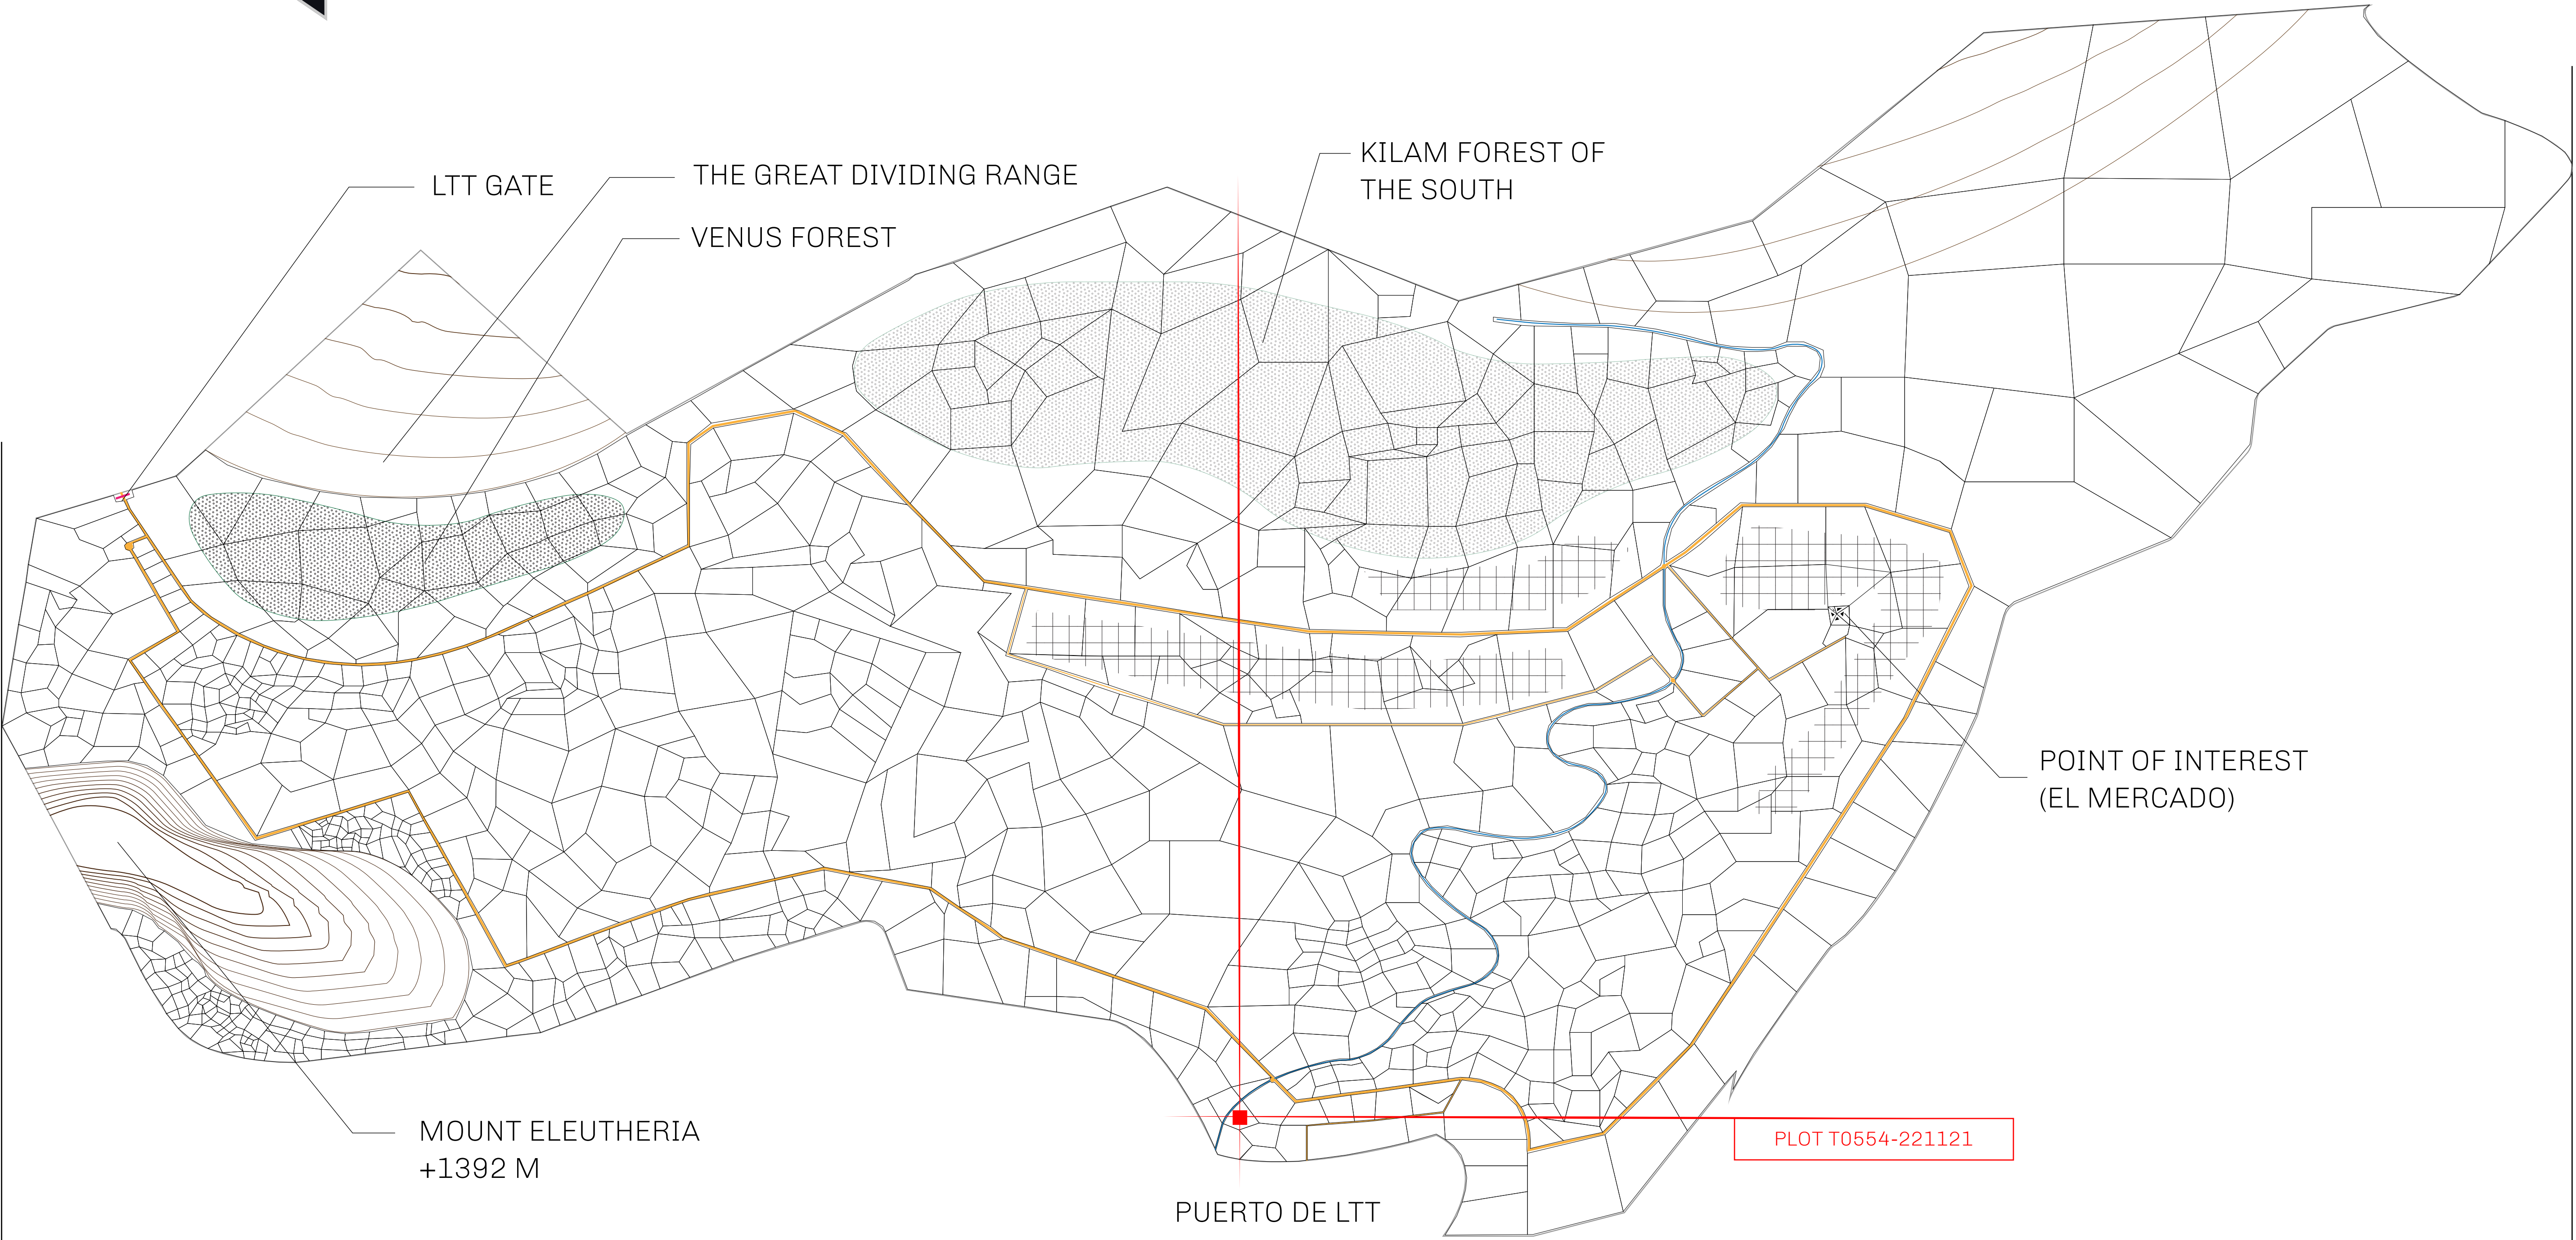 KILAM FOREST OF
THE SOUTH
LTT GATE
THE GREAT DIVIDING RANGE
VENUS FOREST
POINT OF INTEREST
(EL MERCADO)
MOUNT ELEUTHERIA
+1392 M
PLOT T0554-221121
PUERTO DE LTT